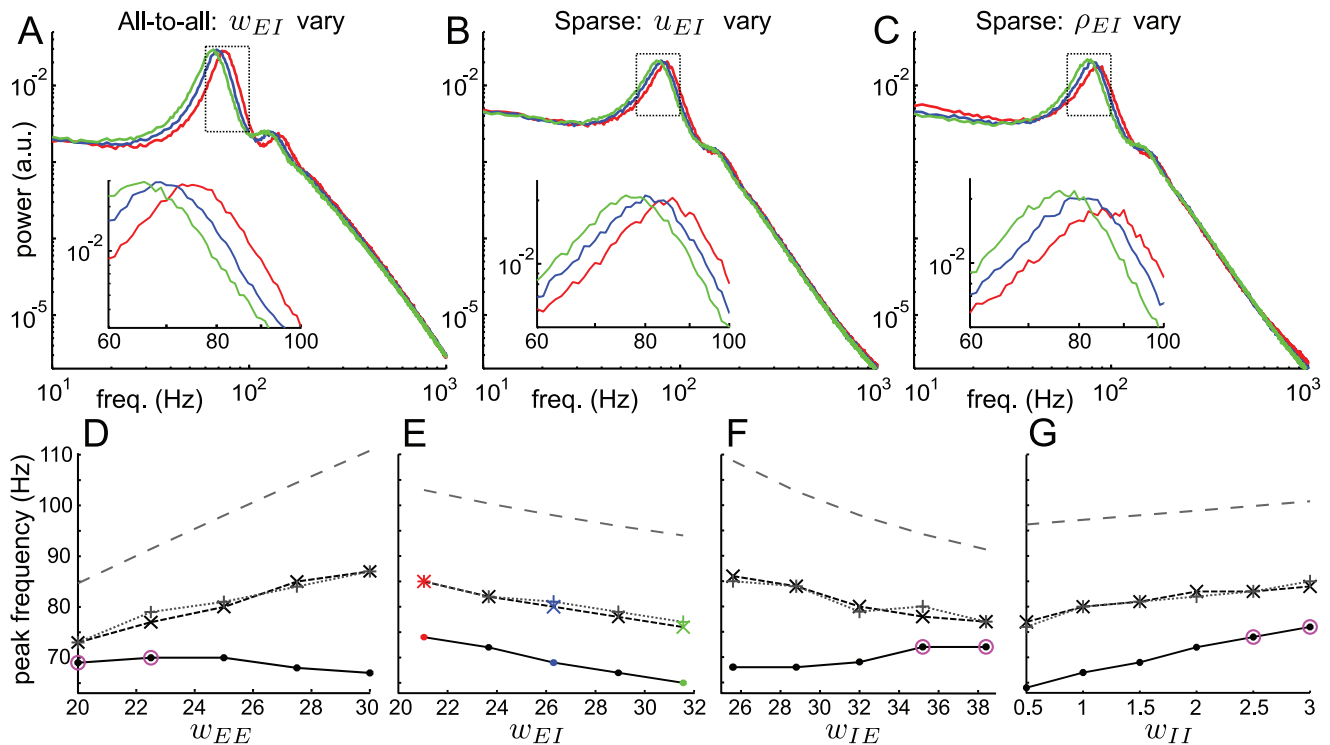 A All-to-all: w_EI vary
B Sparse: u_EI vary
C Sparse: ρ_EI vary
power (a.u.)
10^-2
10^-5
10^-2
60 80 100
10^1 10^2 10^3
freq. (Hz)
10^-2
10^-5
10^-2
60 80 100
10^1 10^2 10^3
freq. (Hz)
10^-2
10^-5
10^-2
60 80 100
10^1 10^2 10^3
freq. (Hz)
D
E
F
G
peak frequency (Hz)
110
100
90
80
70
20 22 24 26 28 30
w_EE
20 22 24 26 28 30 32
w_EI
26 28 30 32 34 36 38
w_IE
0.5 1 1.5 2 2.5 3
w_II